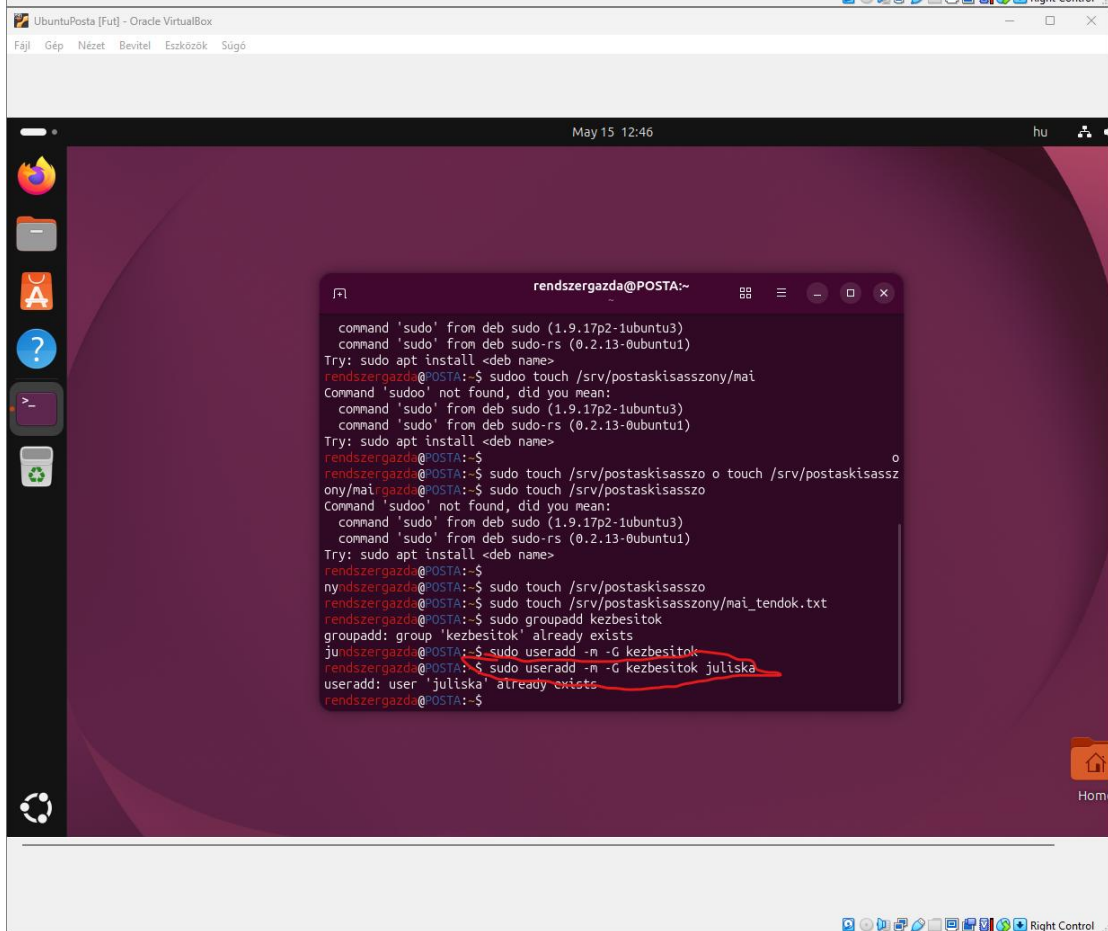 Right Control
UbuntuPosta [Fut] - Oracle VirtualBox
Fájl Gép Nézet Bevitel Eszközök Súgó
May 15 12:46
hu
rendszergazda@POSTA:~
~
command 'sudo' from deb sudo (1.9.17p2-1ubuntu3)
command 'sudo' from deb sudo-rs (0.2.13-0ubuntu1)
Try: sudo apt install <deb name>
rendszergazda@POSTA:~$ sudoo touch /srv/postaskisasszony/mai
Command 'sudoo' not found, did you mean:
command 'sudo' from deb sudo (1.9.17p2-1ubuntu3)
command 'sudo' from deb sudo-rs (0.2.13-0ubuntu1)
Try: sudo apt install <deb name>
rendszergazda@POSTA:~$ o
rendszergazda@POSTA:~$ sudo touch /srv/postaskisasszo o touch /srv/postaskisassz
ony/mairgazda@POSTA:~$ sudo touch /srv/postaskisasszo
Command 'sudoo' not found, did you mean:
command 'sudo' from deb sudo (1.9.17p2-1ubuntu3)
command 'sudo' from deb sudo-rs (0.2.13-0ubuntu1)
Try: sudo apt install <deb name>
rendszergazda@POSTA:~$
nyndszergazda@POSTA:~$ sudo touch /srv/postaskisasszo
rendszergazda@POSTA:~$ sudo touch /srv/postaskisasszony/mai_tendok.txt
rendszergazda@POSTA:~$ sudo groupadd kezbesitok
groupadd: group 'kezbesitok' already exists
jundszergazda@POSTA:~$ sudo useradd -m -G kezbesitok
rendszergazda@POSTA:~$ sudo useradd -m -G kezbesitok juliska
useradd: user 'juliska' already exists
rendszergazda@POSTA:~$
Home
Right Control